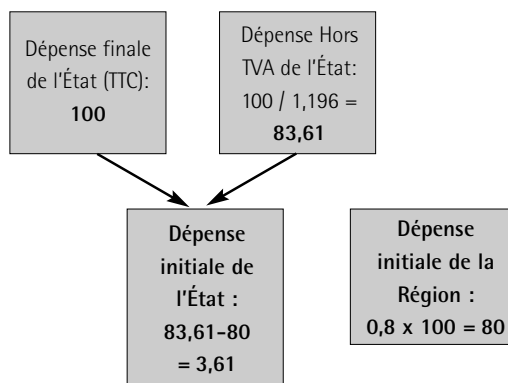 Dépense finale
de l'État (TTC):
100
Dépense Hors
TVA de l'État:
100 / 1,196 =
83,61
Dépense
initiale de
l'État :
83,61-80
= 3,61
Dépense
initiale de la
Région :
0,8 x 100 = 80